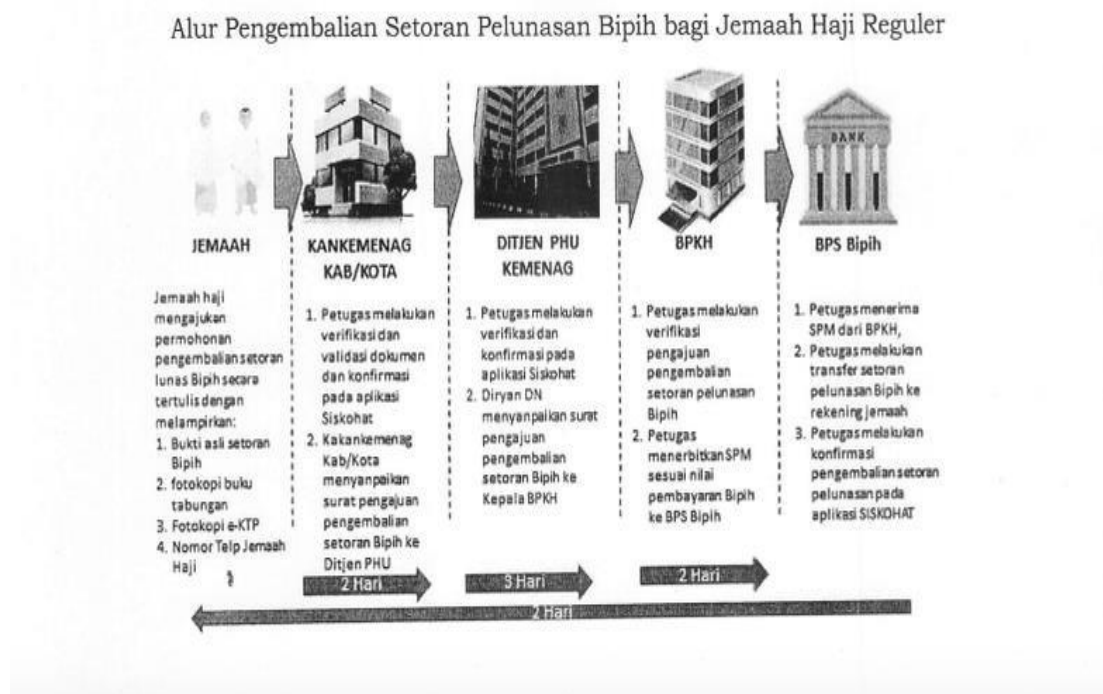 Alur Pengembalian Setoran Pelunasan Bipih bagi Jemaah Haji Reguler
BANK
JEMAAH
KANKEMENAG
KAB/KOTA
DITJEN PHU
KEMENAG
BPKH
BPS Bipih
Jemaah haji
mengajukan
permohonan
pengembalian setoran
lunas Bipih secara
tertulis dengan
melampirkan:
1. Bukti asli setoran
Bipih
2. fotokopi buku
tabungan
3. Fotokopi e-KTP
4. Nomor Telp Jemaah
Haji
1. Petugas melakukan
verifikasi dan
validasi dokumen
dan konfirmasi
pada aplikasi
Siskohat
2. Kakankemenag
Kab/Kota
menyanpaikan
surat pengajuan
pengembalian
setoran Bipih ke
Ditjen PHU
1. Petugas melakukan
verifikasi dan
konfirmasi pada
aplikasi Siskohat
2. Diryan DN
menyanpaikan surat
pengajuan
pengembalian
setoran Bipih ke
Kepala BPKH
1. Petugas melakukan
verifikasi
pengajuan
pengembalian
setoran pelunasan
Bipih
2. Petugas
menerbitkan SPM
sesuai nilai
pembayaran Bipih
ke BPS Bipih
1. Petugas menerima
SPM dari BPKH,
2. Petugas melakukan
transfer setoran
pelunasan Bipih ke
rekening jemaah
3. Petugas melakukan
konfirmasi
pengembalian setoran
pelunasan pada
aplikasi SISKOHAT
2 Hari
3 Hari
2 Hari
2 Hari